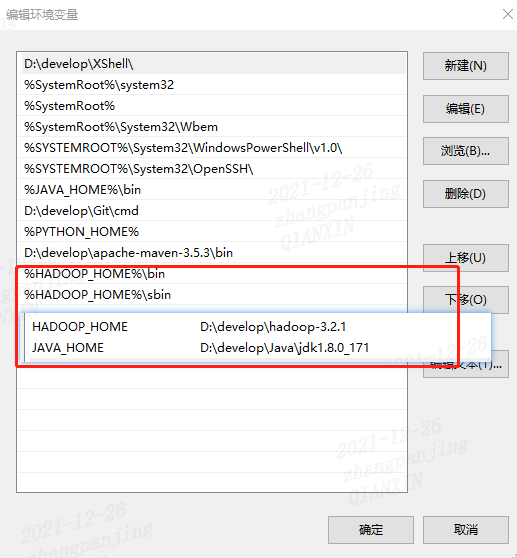 编辑环境变量
D:\develop\XShell\
%SystemRoot%\system32
%SystemRoot%
%SystemRoot%\System32\Wbem
%SYSTEMROOT%\System32\WindowsPowerShell\v1.0\
%SYSTEMROOT%\System32\OpenSSH\
%JAVA_HOME%\bin
D:\develop\Git\cmd
%PYTHON_HOME%
D:\develop\apache-maven-3.5.3\bin
%HADOOP_HOME%\bin
%HADOOP_HOME%\sbin
HADOOP_HOME D:\develop\hadoop-3.2.1
JAVA_HOME D:\develop\Java\jdk1.8.0_171
新建(N)
编辑(E)
浏览(B)...
删除(D)
上移(U)
下移(O)
编辑文本(T)...
确定
取消
2021-12-26
zhangpanjing
QIANXIN
2021-12-26
zhangpanjing
QIANXIN
2021-12-26
zhangpanjing
QIANXIN